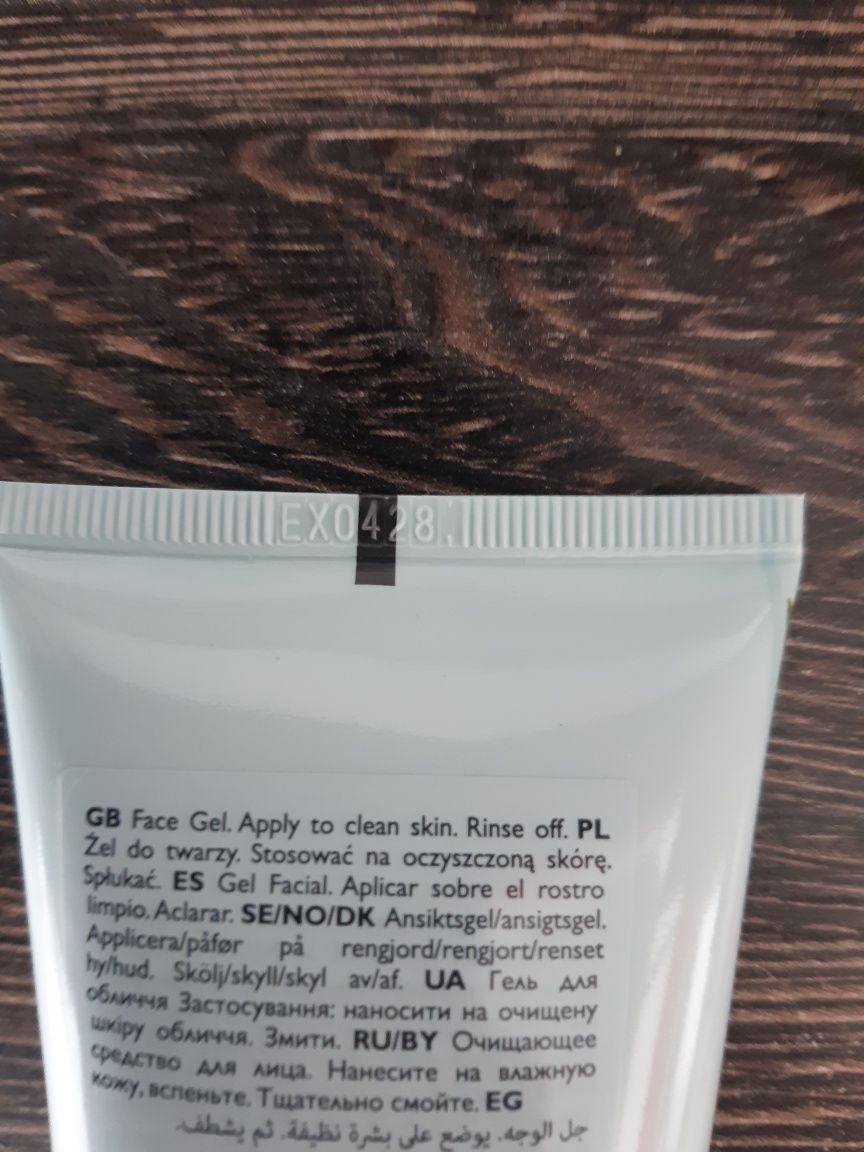 EX0428
GB Face Gel. Apply to clean skin. Rinse off. PL
Żel do twarzy. Stosować na oczyszczoną skórę.
Spłukać. ES Gel Facial. Aplicar sobre el rostro
limpio. Aclarar. SE/NO/DK Ansiktsgel/ansigtsgel.
Applicera/påfør på rengjord/rengjort/renset
hy/hud. Skölj/skyll/skyl av/af. UA Гель для
обличчя Застосування: наносити на очищену
шкіру обличчя. Змити. RU/BY Очищающее
средство для лица. Нанесите на влажную
кожу, вспеньте. Тщательно смойте. EG
جل الوجه. يوضع على بشرة نظيفة. ثم يشطف.